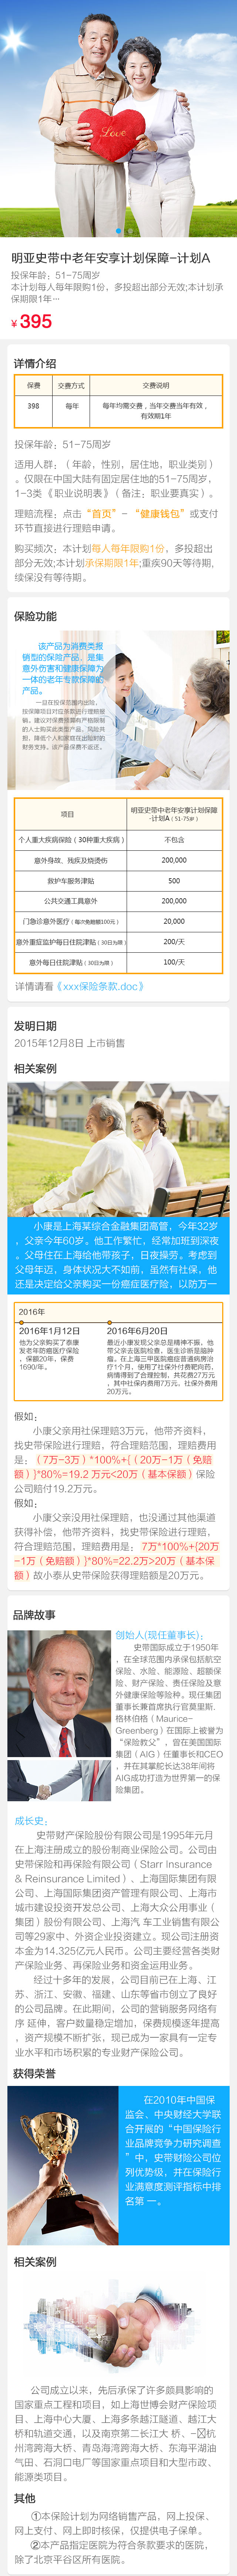 Love
明亚史带中老年安享计划保障-计划A
投保年龄：51-75周岁
本计划每人每年限购1份，多投超出部分无效;本计划承
保期限1年…
¥ 395
详情介绍
保费 交费方式 交费说明
398 每年 每年均需交费，当年交费当年有效，
有效期1年
投保年龄：51-75周岁
适用人群：（年龄，性别，居住地，职业类别）
。仅限在中国大陆有固定居住地的51-75周岁，
1-3类《职业说明表》（备注：职业要真实）。
理赔流程：点击“首页”-“健康钱包”或支付
环节直接进行理赔申请。
购买频次：本计划每人每年限购1份，多投超出
部分无效;本计划承保期限1年;重疾90天等待期,
续保没有等待期。
保险功能
该产品为消费类报
销型的保险产品，是集
意外伤害和健康保障为
一体的老年专款保障的
产品。
一旦在投保范围内出险，
按保障项目对应条款进行理赔报
销。建议对保费预算有严格限制
的人士购买此类型产品。风险共
担，降低个人和家庭在出险时的
财务支持。该产品保费不返还。
项目 明亚史带中老年安享计划保障
-计划A（51-75岁）
个人重大疾病保险（30种重大疾病） 不包含
意外身故、残疾及烧烫伤 200,000
救护车服务津贴 500
公共交通工具意外 200,000
门急诊意外医疗（每次免赔额100元） 20,000
意外重症监护每日住院津贴（30日为限） 200/天
意外每日住院津贴（30日为限） 100/天
详情请看《xxx保险条款.doc》
发明日期
2015年12月8日 上市销售
相关案例
小康是上海某综合金融集团高管，今年32岁
，父亲今年60岁。他工作繁忙，经常加班到深夜
。父母住在上海给他带孩子，日夜操劳。考虑到
父母年迈，身体状况大不如前，虽然有社保，他
还是决定给父亲购买一份癌症医疗险，以防万一
2016年
2016年1月12日
他为父亲购买了泰康
友老年防癌医疗保险
，保额20年，保费
1690/年。
2016年6月20日
最近小康发现父亲总是精神不振，他
带父亲去医院检查，医生诊断是脑肿
瘤。在上海三甲医院癌症普通病房治
疗1个月，使用了社保外付费靶向药，
病情得到了合理控制，共花费27万元
，其中社保内费用7万元、社保外费用
20万元。
假如：
小康父亲用社保理赔3万元，他带齐资料，
找史带保险进行理赔，符合理赔范围，理赔费用
是：（7万-3万）*100%+[（20万-1万（免赔
额）]*80%=19.2 万元<20万（基本保额）保险
公司赔付19.2万元。
假如：
小康父亲没用社保理赔，也没通过其他渠道
获得补偿，他带齐资料，找史带保险进行理赔，
符合理赔范围，理赔费用是： 7万*100%+[20万
-1万（免赔额）]*80%=22.2万>20万（基本保
额）故小泰从史带保险获得理赔额是20万元。
品牌故事
创始人(现任董事长)：
史带国际成立于1950年
，在全球范围内承保包括航空
保险、水险、能源险、超额保
险、财产保险、责任保险及意
外健康保险等险种。现任集团
董事长兼首席执行官莫里斯.
格林伯格（Maurice-
Greenberg）在国际上被誉为
“保险教父”，曾在美国国际
集团（AIG）任董事长和CEO
，并在其掌舵长达38年间将
AIG成功打造为世界第一的保
险集团。
成长史：
史带财产保险股份有限公司是1995年元月
在上海注册成立的股份制商业保险公司。公司由
史带保险和再保险有限公司（Starr Insurance
& Reinsurance Limited）、上海国际集团有限
公司、上海国际集团资产管理有限公司、上海市
城市建设投资开发总公司、上海大众公用事业（
集团）股份有限公司、上海汽 车工业销售有限公
司等29家中、外资企业投资建立。现公司注册资
本金为14.325亿元人民币。公司主要经营各类财
产保险业务、再保险业务和资金运用业务。
经过十多年的发展，公司目前已在上海、江
苏、浙江、安徽、福建、山东等省市创立了良好
的公司品牌。在此期间，公司的营销服务网络有
序 延伸，客户数量稳定增加，保费规模逐年提高
，资产规模不断扩张，现已成为一家具有一定专
业水平和市场积累的专业财产保险公司。
获得荣誉
在2010年中国保
监会、中央财经大学联
合开展的“中国保险行
业品牌竞争力研究调查
”中，史带财险公司位
列优势级，并在保险行
业满意度测评指标中排
名第 一。
相关案例
公司成立以来，先后承保了许多颇具影响的
国家重点工程和项目，如上海世博会财产保险项
目、上海中心大厦、上海多条越江隧道、越江大
桥和轨道交通，以及南京第二长江大 桥、-杭
州湾跨海大桥、青岛海湾跨海大桥、东海平湖油
气田、石洞口电厂等国家重点项目和大型市政、
能源类项目。
其他
①本保险计划为网络销售产品，网上投保、
网上支付、网上即时核保，仅提供电子保单。
②本产品指定医院为符合条款要求的医院，
除了北京平谷区所有医院。